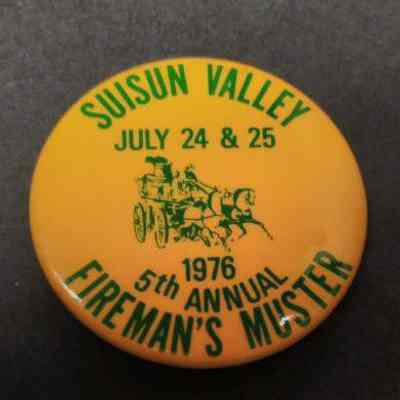 SUISUN VALLEY
JULY 24 & 25
1976
5th ANNUAL
FIREMAN'S MUSTER